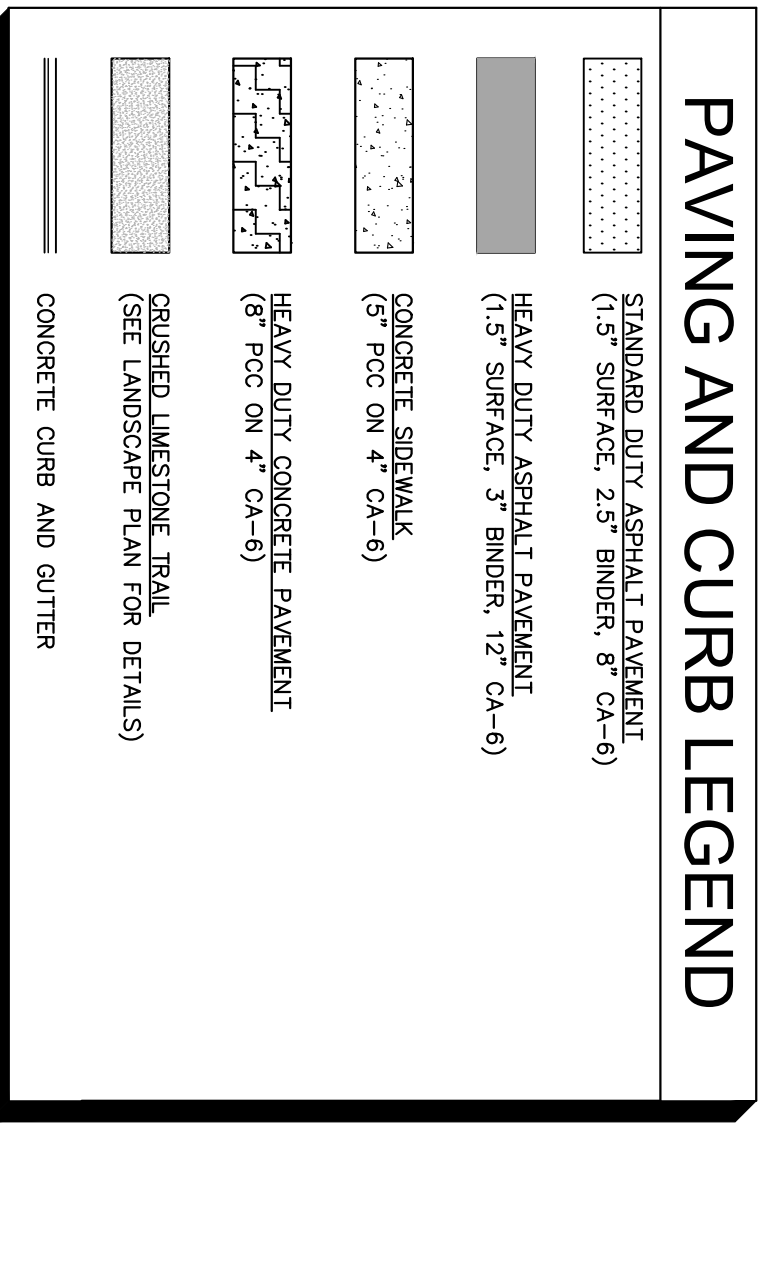 PAVING AND CURB LEGEND
STANDARD DUTY ASPHALT PAVEMENT
(1.5" SURFACE, 2.5" BINDER, 8" CA-6)
HEAVY DUTY ASPHALT PAVEMENT
(1.5" SURFACE, 3" BINDER, 12" CA-6)
CONCRETE SIDEWALK
(5" PCC ON 4" CA-6)
HEAVY DUTY CONCRETE PAVEMENT
(8" PCC ON 4" CA-6)
CRUSHED LIMESTONE TRAIL
(SEE LANDSCAPE PLAN FOR DETAILS)
CONCRETE CURB AND GUTTER